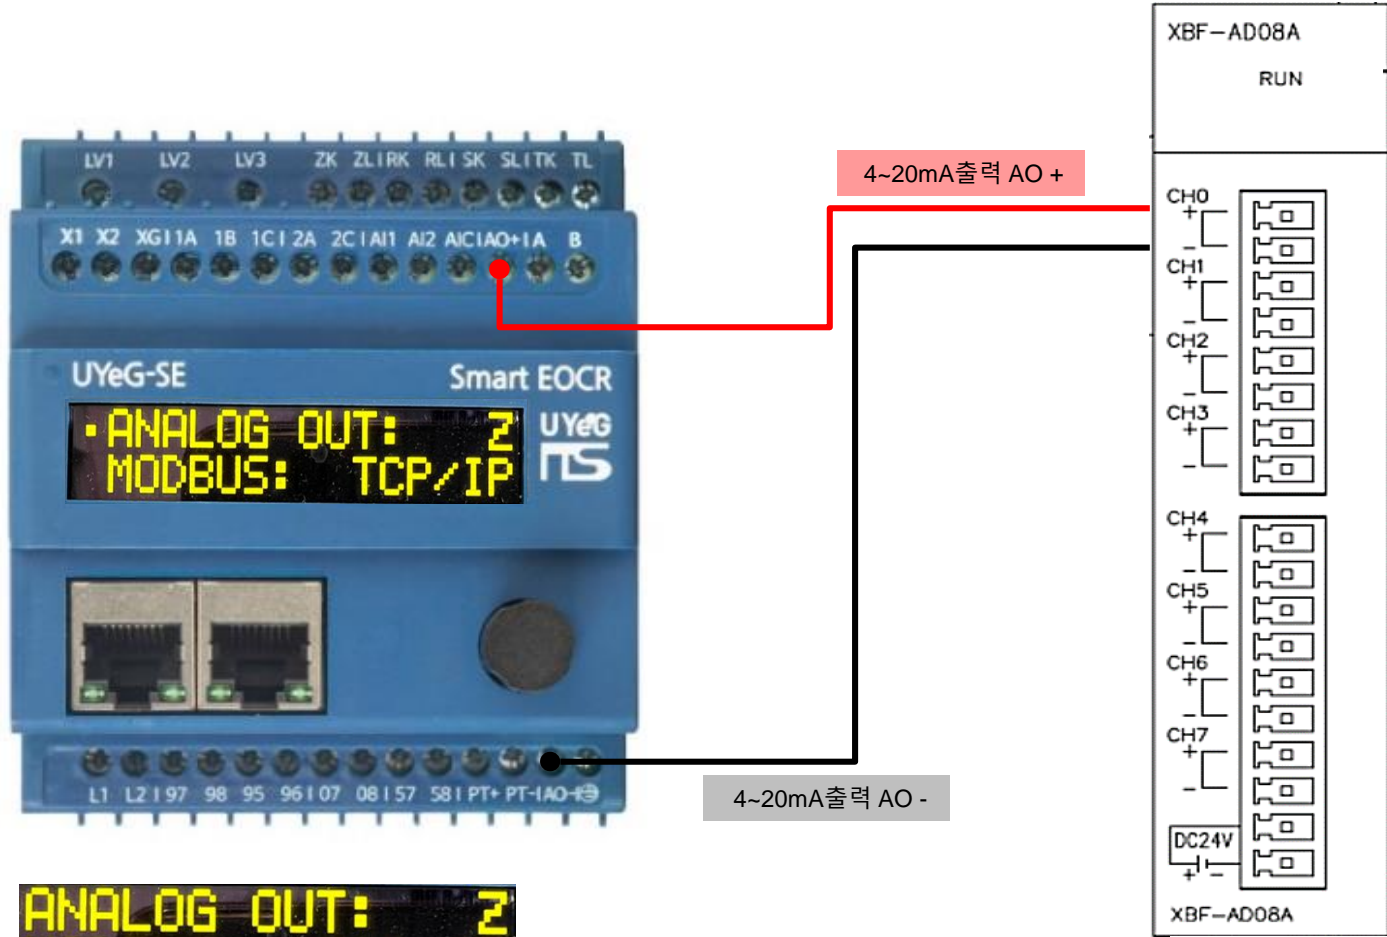 LV1 LV2 LV3 ZK ZL I RK RL I SK SL I TK TL
X1 X2 XG I 1A 1B 1C I 2A 2C I AI1 AI2 AIC I AO+ I A B
UYeG-SE Smart EOCR
·ANALOG OUT: Z
MODBUS: TCP/IP
UYeG
ITS
L1 L2 I 97 98 95 96 I 07 08 I 57 58 I PT+ PT- I AO-
ANALOG OUT: Z
4~20mA출력 AO +
4~20mA출력 AO -
XBF-AD08A
RUN
CH0
+
-
CH1
+
-
CH2
+
-
CH3
+
-
CH4
+
-
CH5
+
-
CH6
+
-
CH7
+
-
DC24V
+ -
XBF-AD08A